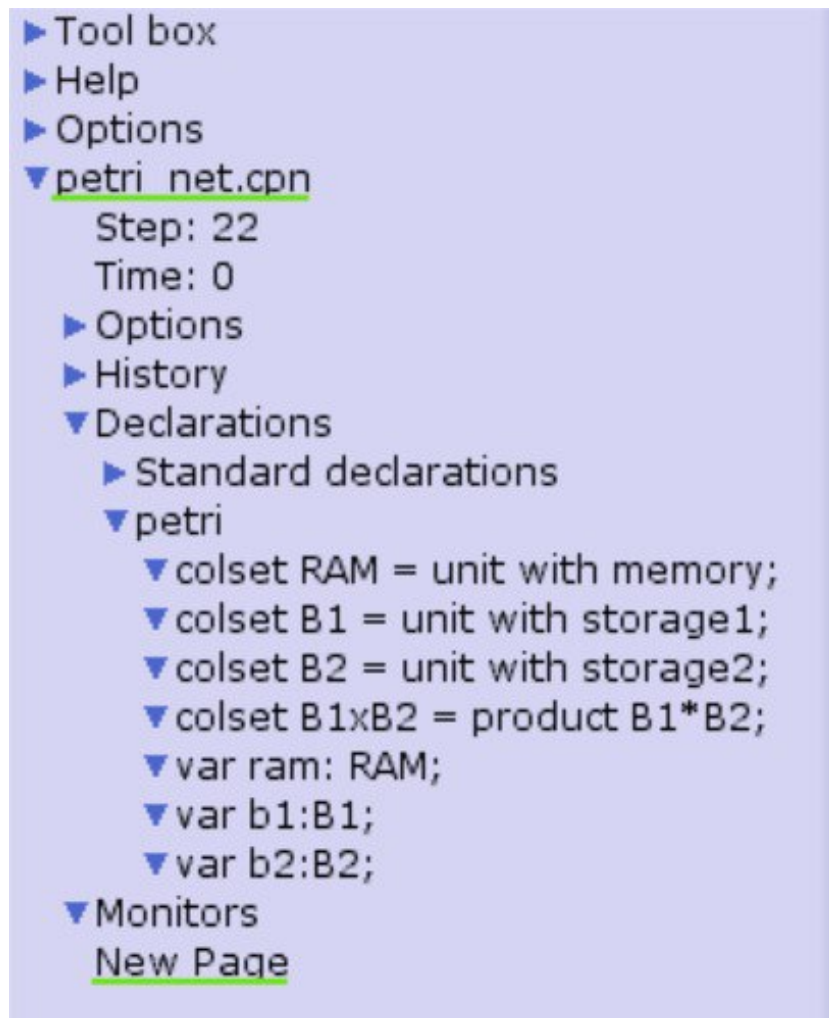 Tool box
Help
Options
petri net.cpn
Step: 22
Time: 0
Options
History
Declarations
Standard declarations
petri
colset RAM = unit with memory;
colset B1 = unit with storage1;
colset B2 = unit with storage2;
colset B1xB2 = product B1*B2;
var ram: RAM;
var b1:B1;
var b2:B2;
Monitors
New Page